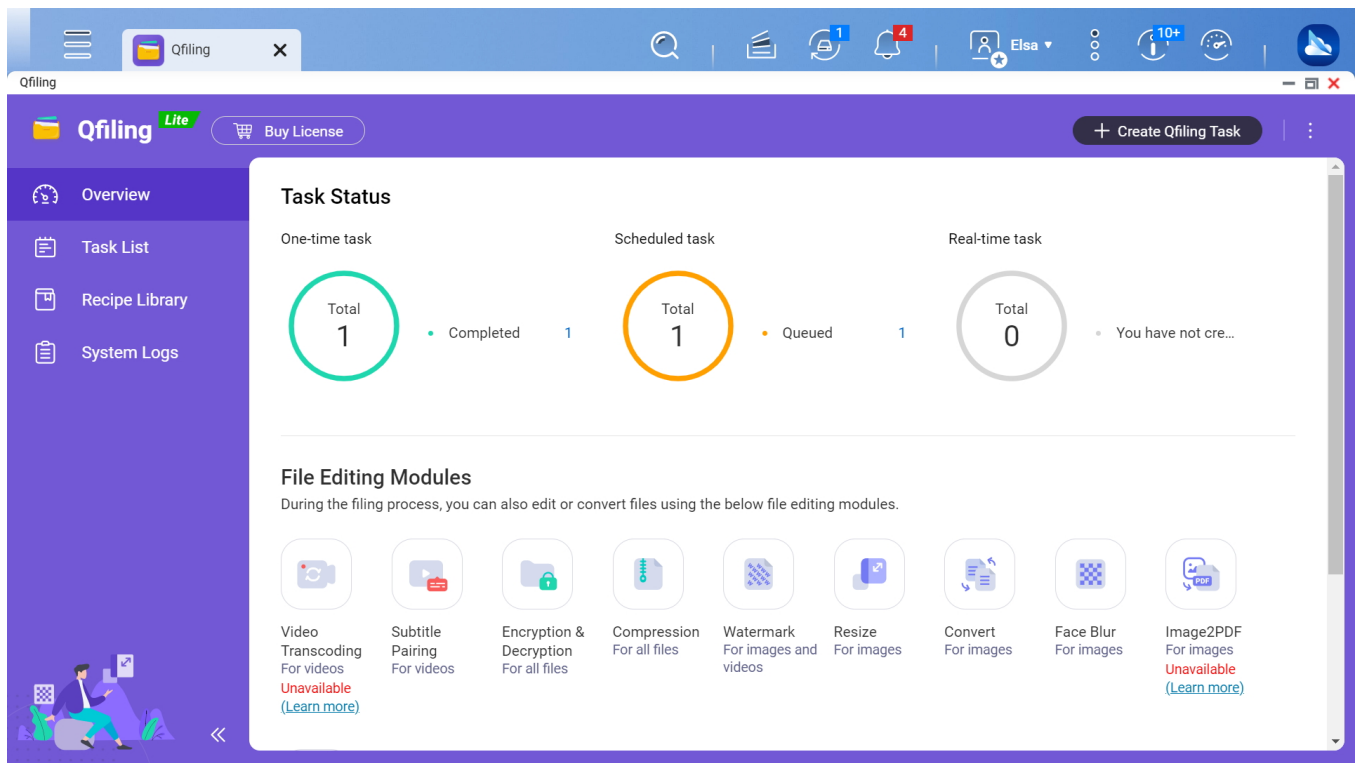 Qfiling
1
4
Elsa
10+
Qfiling
Qfiling Lite
Buy License
Create Qfiling Task
Overview
Task List
Recipe Library
System Logs
Task Status
One-time task
Scheduled task
Real-time task
Total
1
Completed 1
Total
1
Queued 1
Total
0
You have not cre...
File Editing Modules
During the filing process, you can also edit or convert files using the below file editing modules.
PDF
Video
Transcoding
For videos
Unavailable
(Learn more)
Subtitle
Pairing
For videos
Encryption &
Decryption
For all files
Compression
For all files
Watermark
For images and
videos
Resize
For images
Convert
For images
Face Blur
For images
Image2PDF
For images
Unavailable
(Learn more)